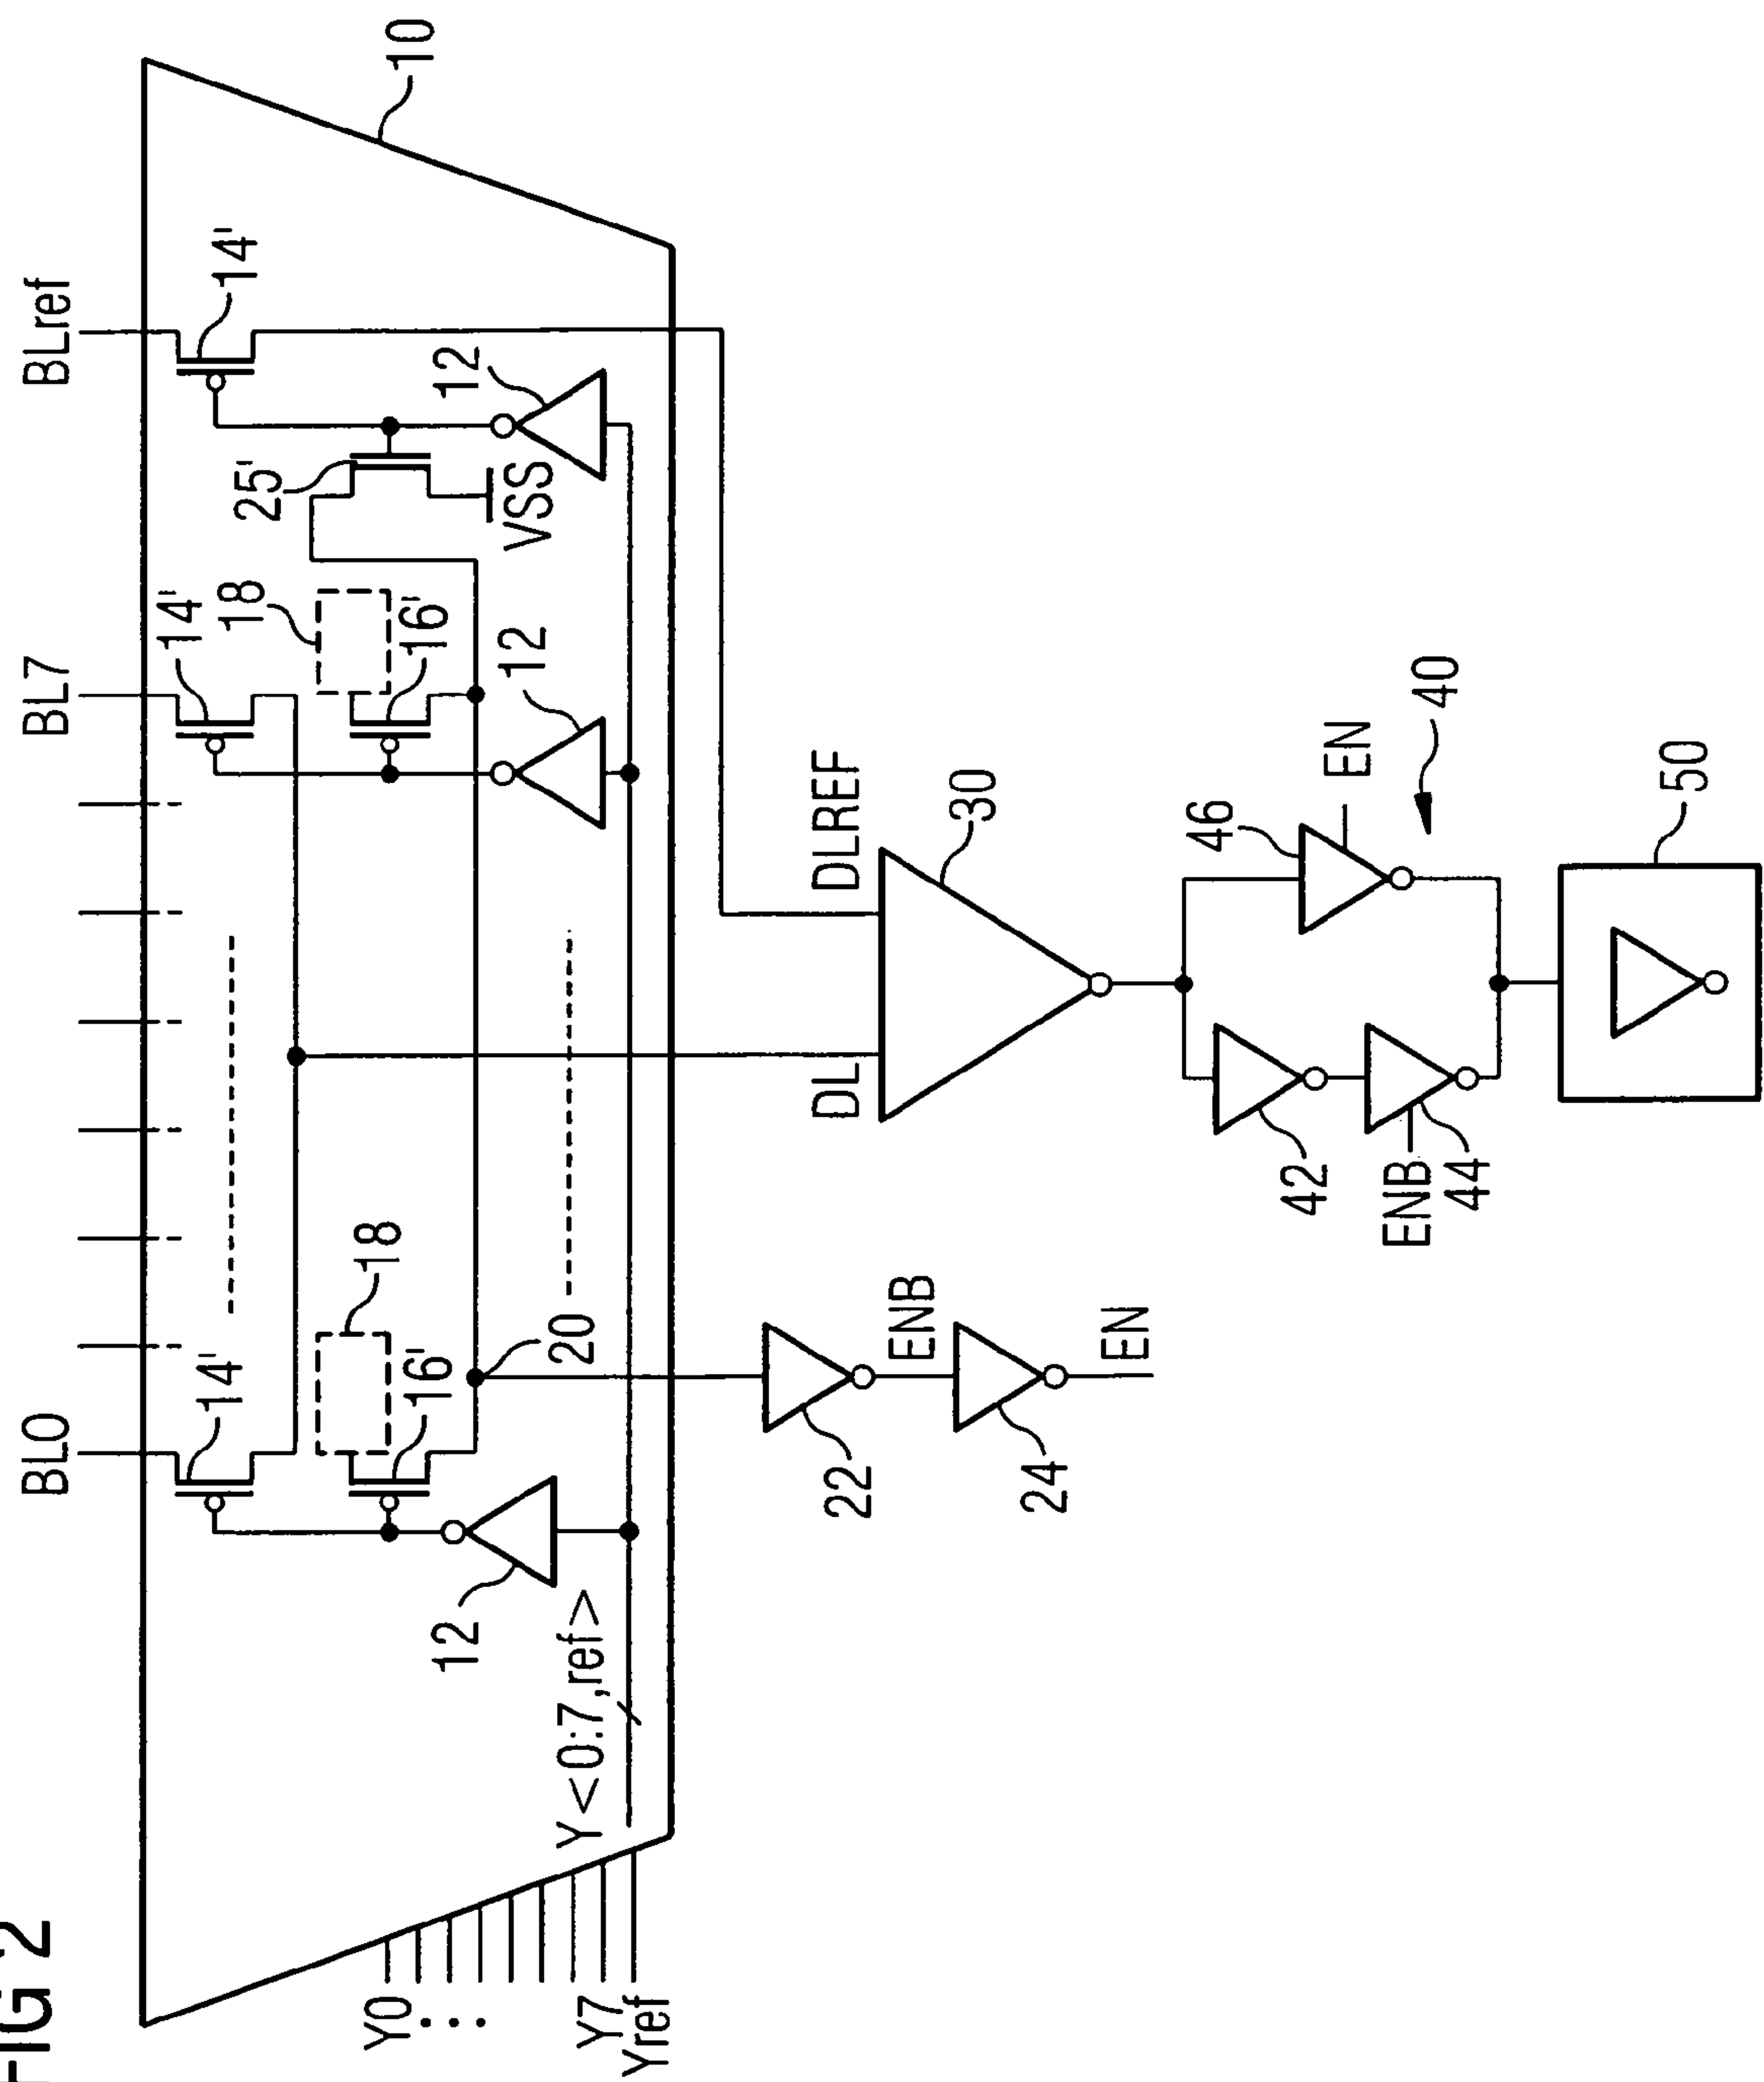 FIG 2
BL0
BL7
BLref
14'
14'
14'
10
18
18
16'
16'
25'
12
12
12
VSS
20
Y<0:7,ref>
Y0
Y7
Yref
DL
DLREF
22
ENB
24
EN
30
42
46
EN
40
ENB
44
50